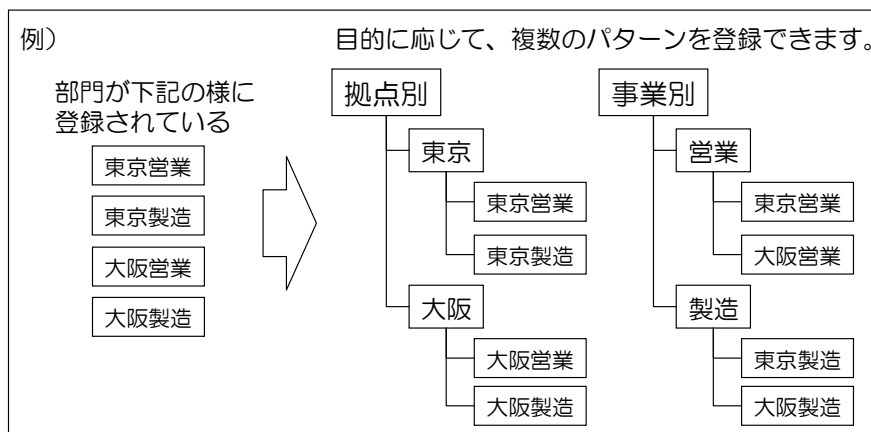 例）
目的に応じて、複数のパターンを登録できます。
部門が下記の様に
登録されている
東京営業
東京製造
大阪営業
大阪製造
拠点別
東京
東京営業
東京製造
大阪
大阪営業
大阪製造
事業別
営業
東京営業
大阪営業
製造
東京製造
大阪製造